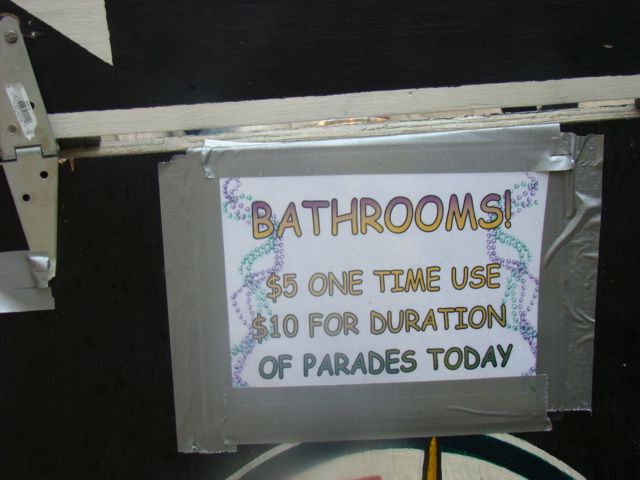 BATHROOMS!
$5 ONE TIME USE
$10 FOR DURATION
OF PARADES TODAY